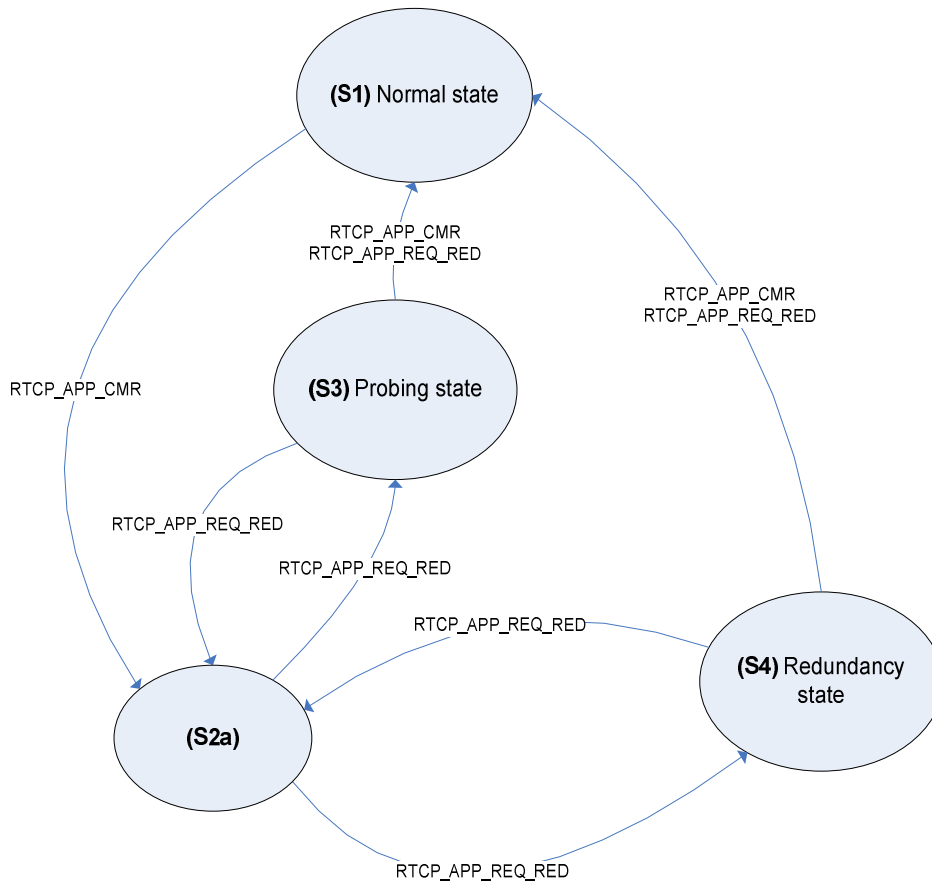 (S1) Normal state
RTCP_APP_CMR
RTCP_APP_REQ_RED
RTCP_APP_CMR
RTCP_APP_REQ_RED
RTCP_APP_CMR
(S3) Probing state
RTCP_APP_REQ_RED
RTCP_APP_REQ_RED
RTCP_APP_REQ_RED
(S4) Redundancy
state
(S2a)
RTCP_APP_REQ_RED